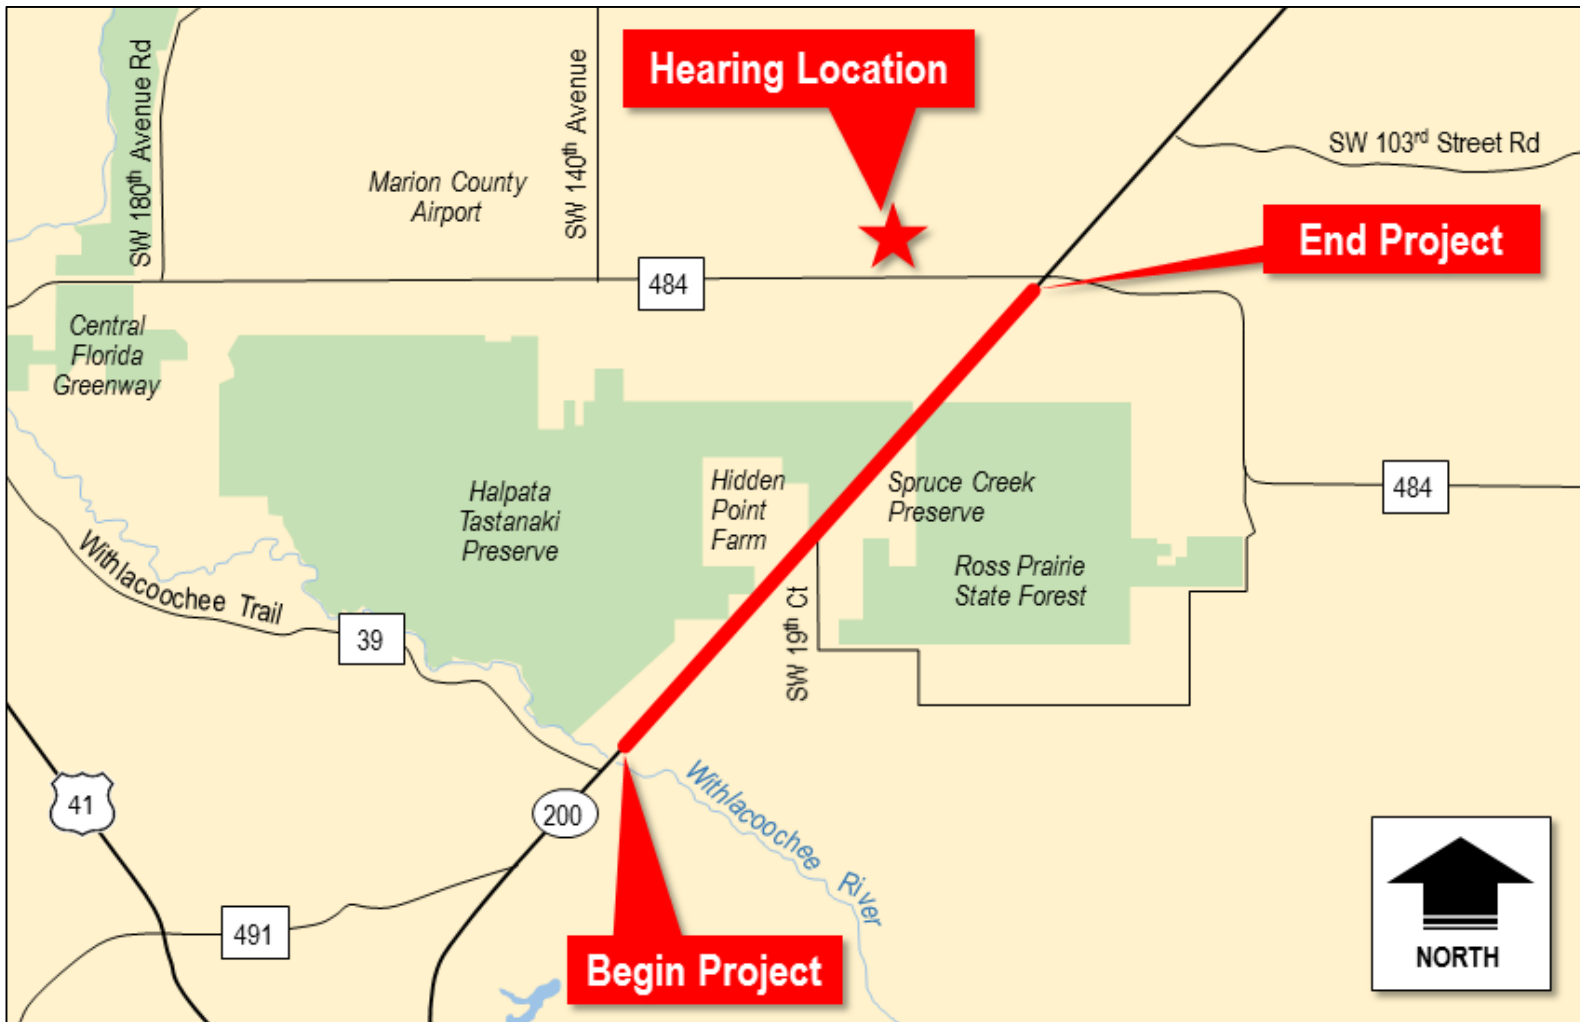 Hearing Location
SW 180th Avenue Rd
SW 140th Avenue
SW 103rd Street Rd
Marion County
Airport
End Project
484
Central
Florida
Greenway
Halpata
Tastanaki
Preserve
Hidden
Point
Farm
Spruce Creek
Preserve
484
Ross Prairie
State Forest
Withlacoochee Trail
39
SW 19th Ct
41
200
Withlacoochee River
491
Begin Project
NORTH